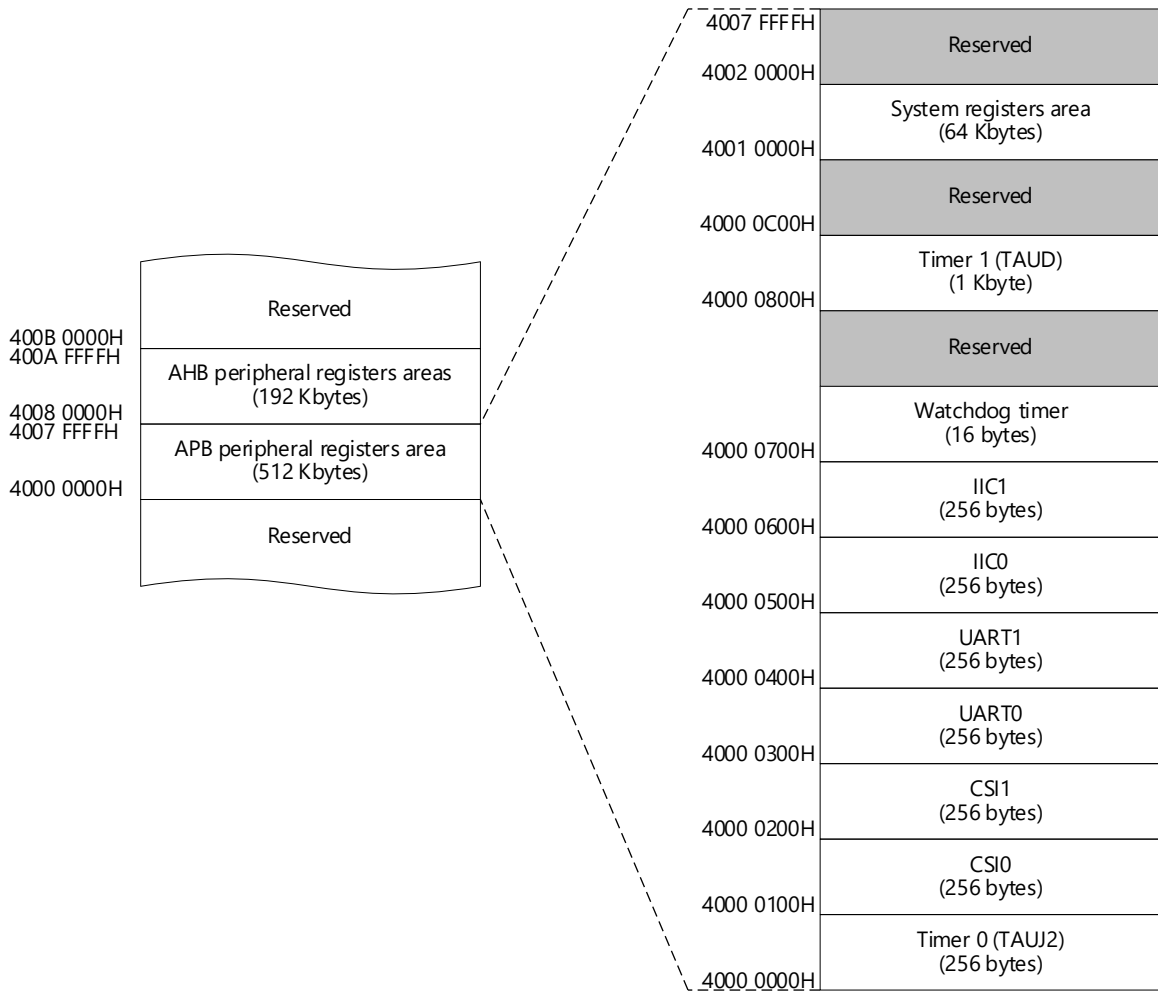 Reserved
400B 0000H
400A FFFFH
AHB peripheral registers areas
(192 Kbytes)
4008 0000H
4007 FFFFH
APB peripheral registers area
(512 Kbytes)
4000 0000H
Reserved
4007 FFFFH
Reserved
4002 0000H
System registers area
(64 Kbytes)
4001 0000H
Reserved
4000 0C00H
Timer 1 (TAUD)
(1 Kbyte)
4000 0800H
Reserved
Watchdog timer
(16 bytes)
4000 0700H
IIC1
(256 bytes)
4000 0600H
IIC0
(256 bytes)
4000 0500H
UART1
(256 bytes)
4000 0400H
UART0
(256 bytes)
4000 0300H
CSI1
(256 bytes)
4000 0200H
CSI0
(256 bytes)
4000 0100H
Timer 0 (TAUJ2)
(256 bytes)
4000 0000H